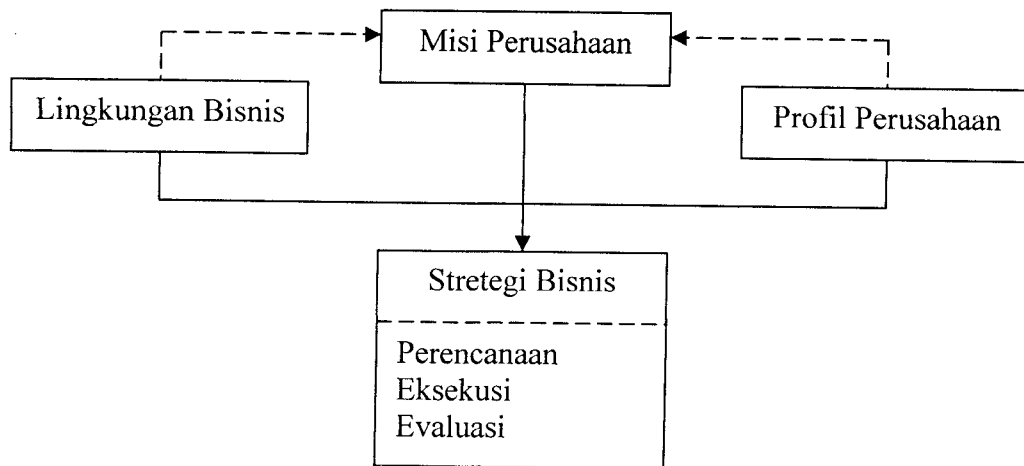 Misi Perusahaan
Lingkungan Bisnis
Profil Perusahaan
Stretegi Bisnis
Perencanaan
Eksekusi
Evaluasi